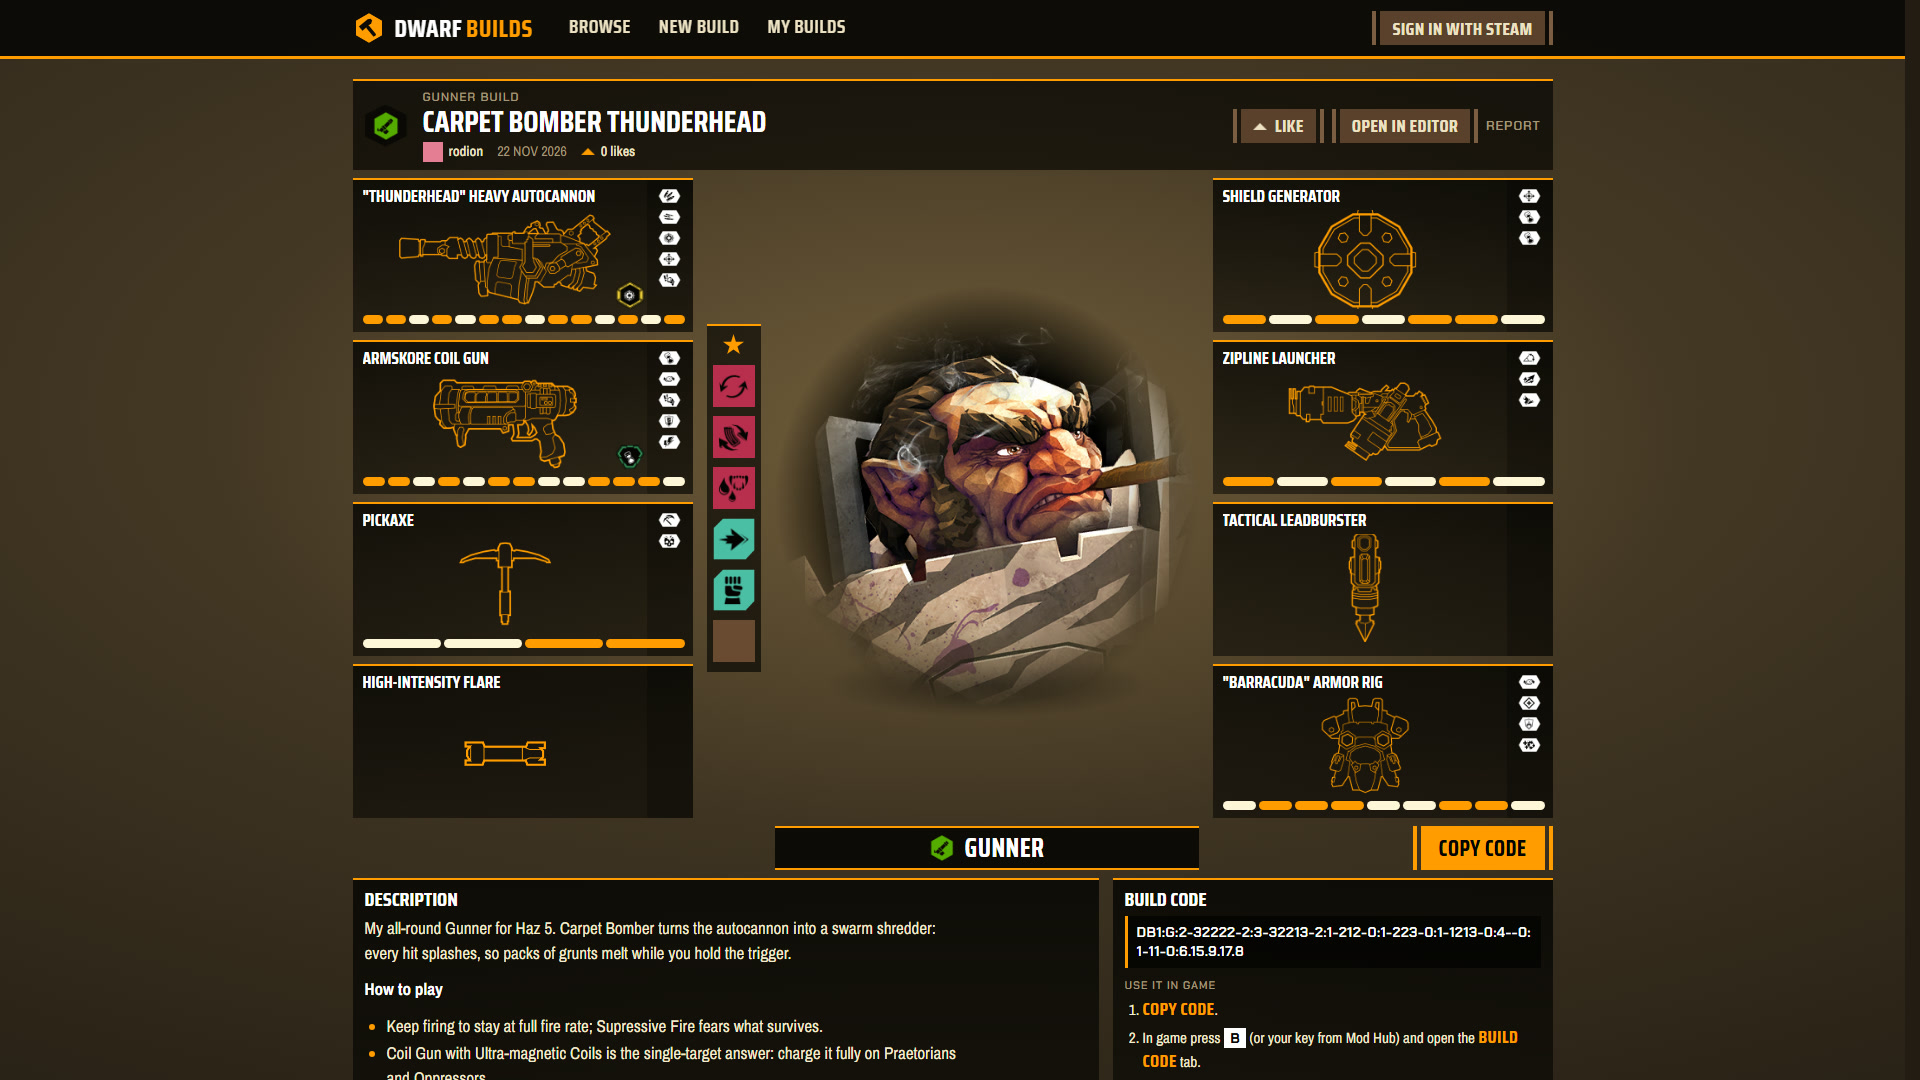 DWARF BUILDS
BROWSE
NEW BUILD
MY BUILDS
SIGN IN WITH STEAM
GUNNER BUILD
CARPET BOMBER THUNDERHEAD
rodion 22 NOV 2026 0 likes
LIKE
OPEN IN EDITOR
REPORT
"THUNDERHEAD" HEAVY AUTOCANNON
ARMSKORE COIL GUN
PICKAXE
HIGH-INTENSITY FLARE
SHIELD GENERATOR
ZIPLINE LAUNCHER
TACTICAL LEADBURSTER
"BARRACUDA" ARMOR RIG
GUNNER
COPY CODE
DESCRIPTION
My all-round Gunner for Haz 5. Carpet Bomber turns the autocannon into a swarm shredder:
every hit splashes, so packs of grunts melt while you hold the trigger.
How to play
Keep firing to stay at full fire rate; Supressive Fire fears what survives.
Coil Gun with Ultra-magnetic Coils is the single-target answer: charge it fully on Praetorians
and Oppressors
BUILD CODE
DB1:G:2-32222-2:3-32213-2:1-212-0:1-223-0:1-1213-0:4--0:
1-11-0:6.15.9.17.8
USE IT IN GAME
1. COPY CODE.
2. In game press B (or your key from Mod Hub) and open the BUILD
CODE tab.